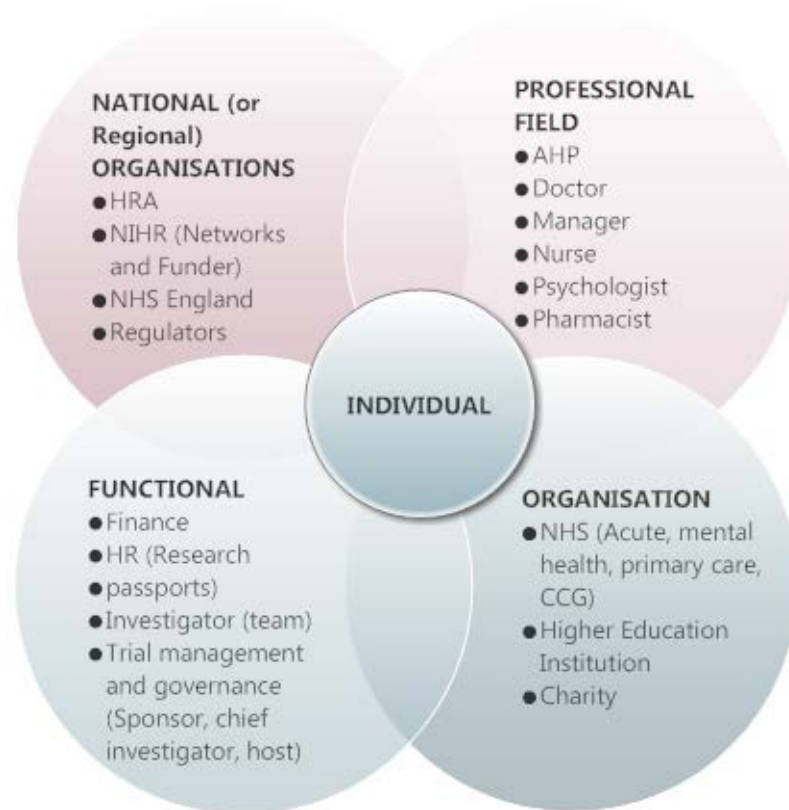 NATIONAL (or
Regional)
ORGANISATIONS
● HRA
● NIHR (Networks
and Funder)
● NHS England
● Regulators
PROFESSIONAL
FIELD
● AHP
● Doctor
● Manager
● Nurse
● Psychologist
● Pharmacist
INDIVIDUAL
FUNCTIONAL
● Finance
● HR (Research
● passports)
● Investigator (team)
● Trial management
and governance
(Sponsor, chief
investigator, host)
ORGANISATION
● NHS (Acute, mental
health, primary care,
CCG)
● Higher Education
Institution
● Charity